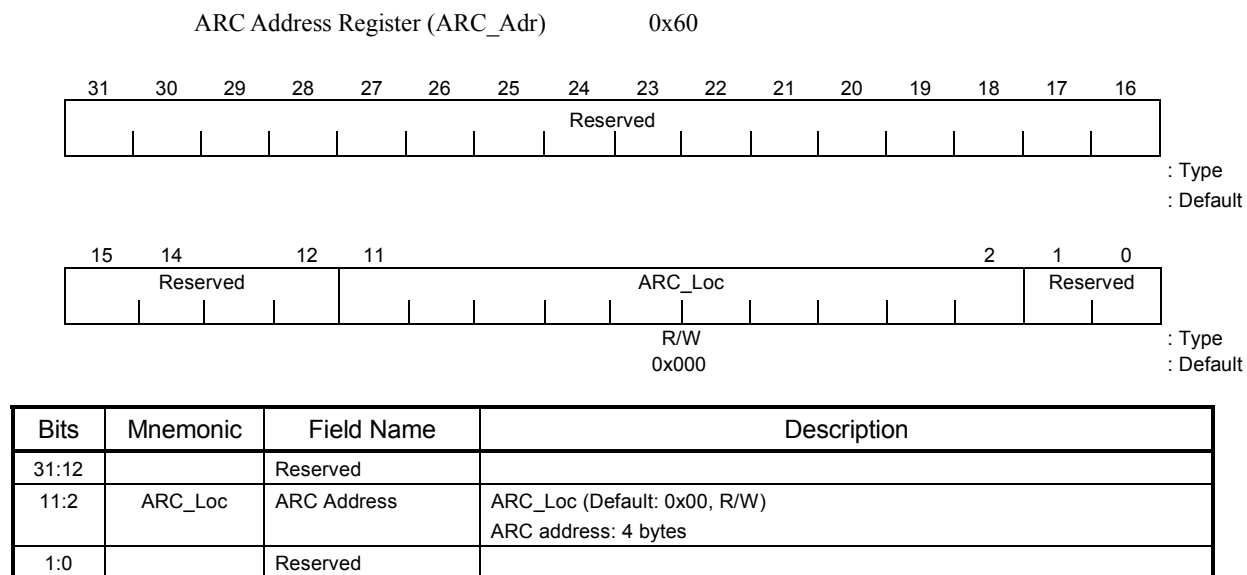 ARC Address Register (ARC_Adr) 0x60
31 30 29 28 27 26 25 24 23 22 21 20 19 18 17 16
Reserved
: Type
: Default
15 14 12 11 2 1 0
Reserved ARC_Loc Reserved
R/W : Type
0x000 : Default
Bits Mnemonic Field Name Description
31:12 Reserved
11:2 ARC_Loc ARC Address ARC_Loc (Default: 0x00, R/W)
ARC address: 4 bytes
1:0 Reserved